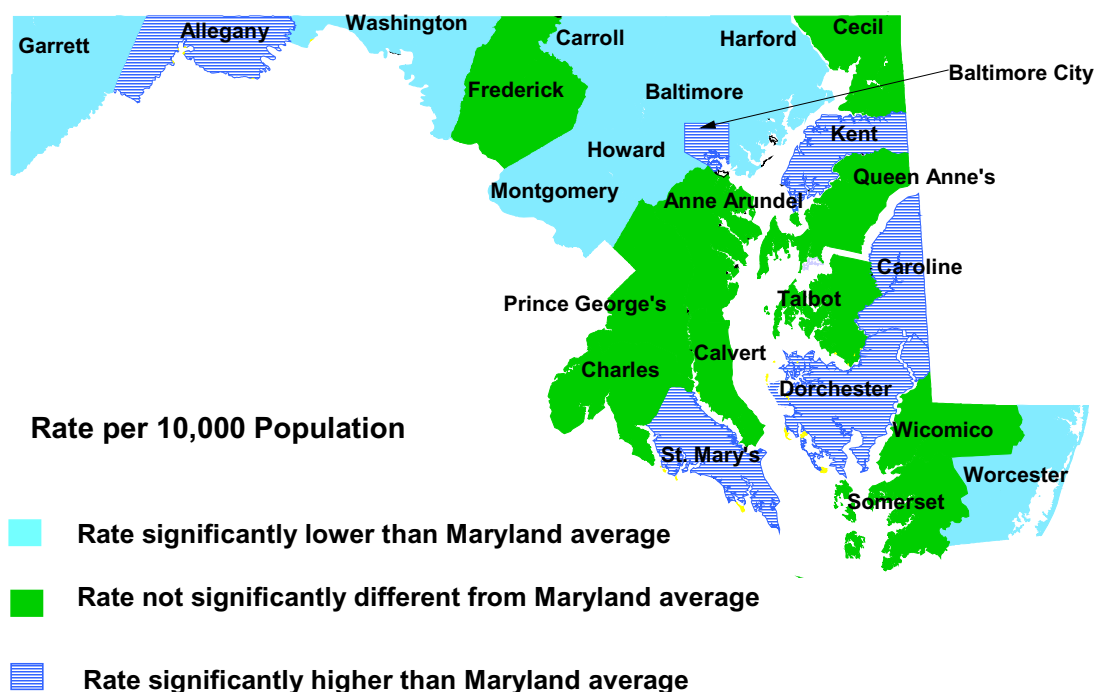 Washington
Garrett
Allegany
Carroll
Harford
Cecil
Frederick
Baltimore
Baltimore City
Howard
Kent
Montgomery
Queen Anne's
Anne Arundel
Caroline
Prince George's
Talbot
Charles
Calvert
Dorchester
Rate per 10,000 Population
Wicomico
St. Mary's
Worcester
Somerset
Rate significantly lower than Maryland average
Rate not significantly different from Maryland average
Rate significantly higher than Maryland average